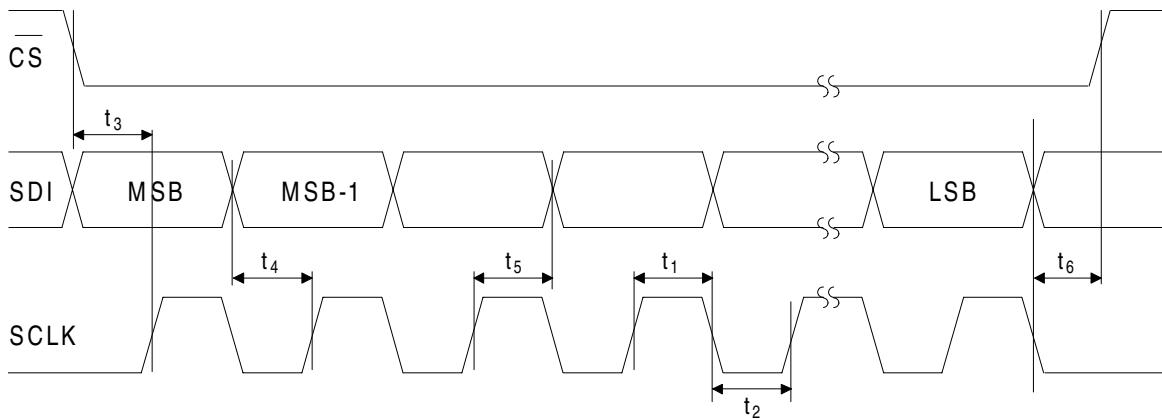 CS
t3
SDI MSB MSB-1 LSB
t4 t5 t1 t6
SCLK
t2